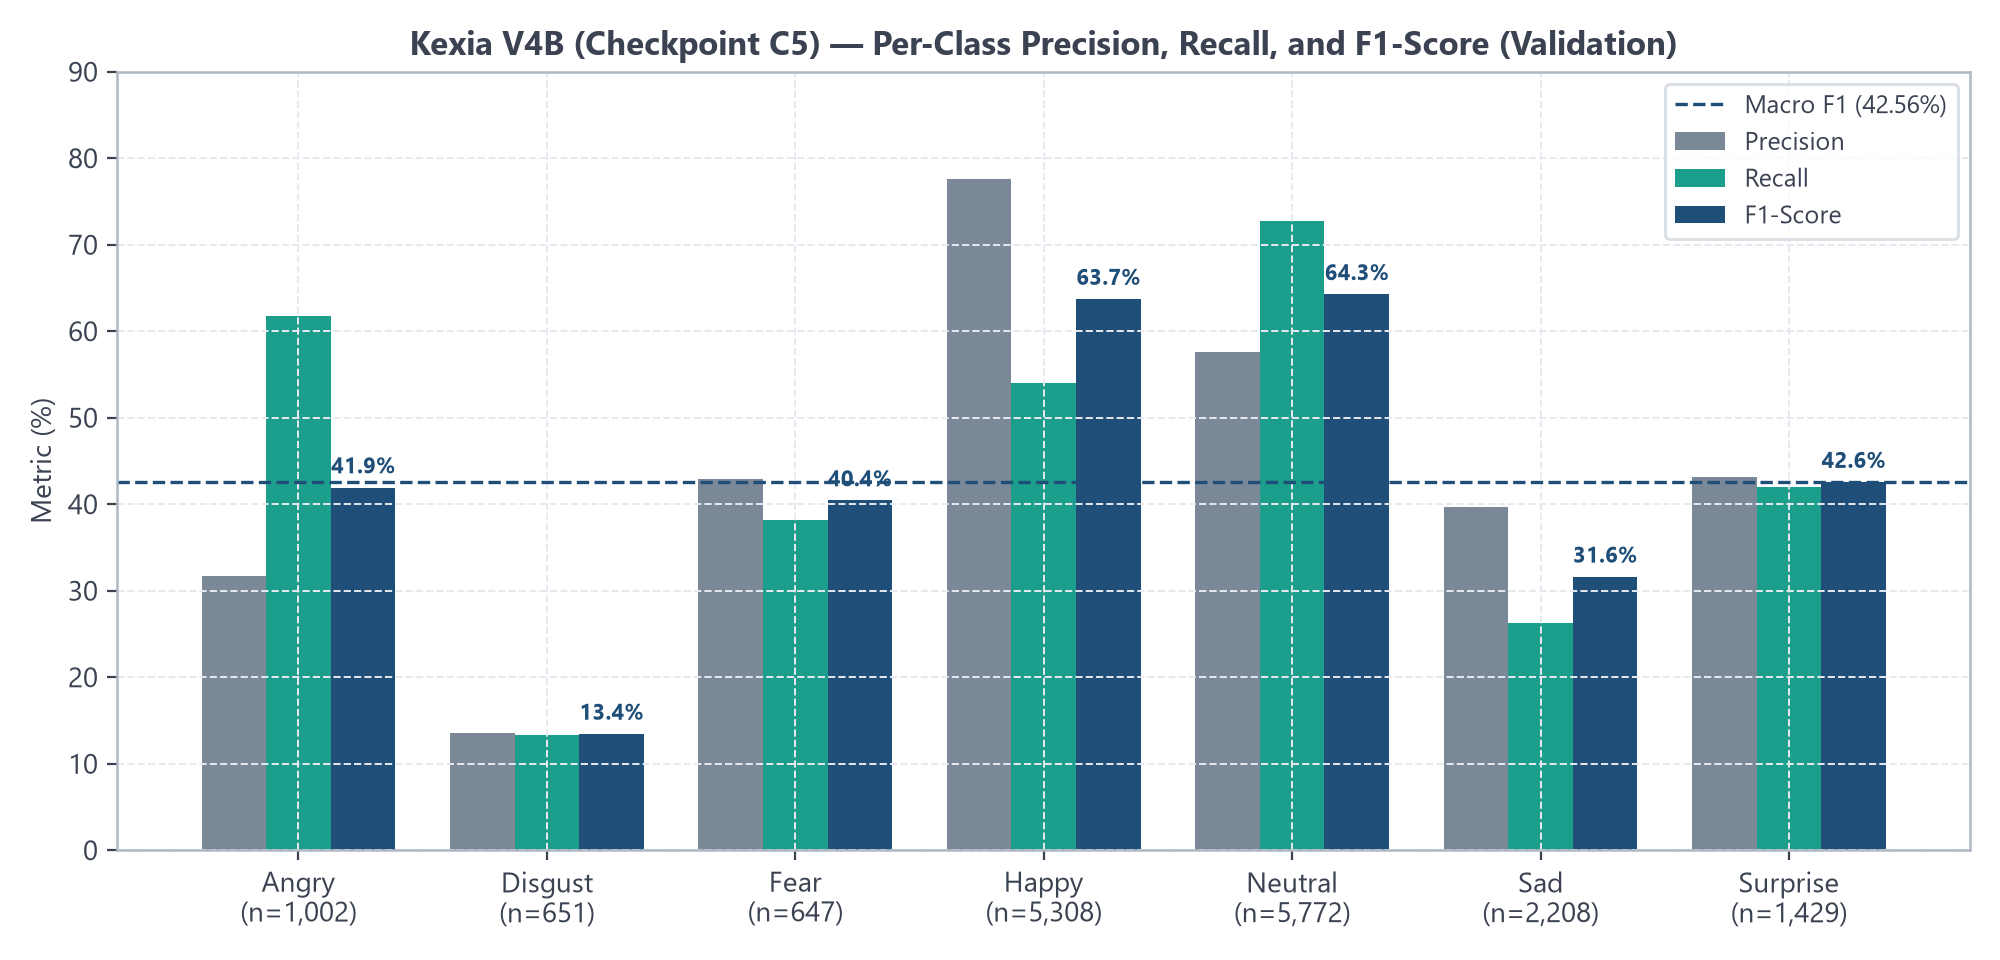 Kexia V4B (Checkpoint C5) — Per-Class Precision, Recall, and F1-Score (Validation)
90
80
70
60
50
40
30
20
10
0
Metric (%)
Macro F1 (42.56%)
Precision
Recall
F1-Score
41.9%
13.4%
40.4%
63.7%
64.3%
31.6%
42.6%
Angry
(n=1,002)
Disgust
(n=651)
Fear
(n=647)
Happy
(n=5,308)
Neutral
(n=5,772)
Sad
(n=2,208)
Surprise
(n=1,429)